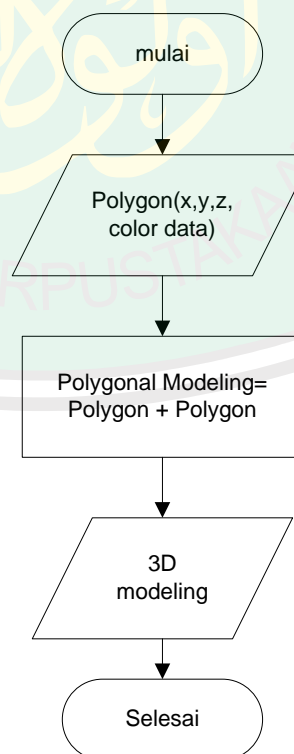 mulai
Polygon(x,y,z,
color data)
Polygonal Modeling=
Polygon + Polygon
3D
modeling
Selesai